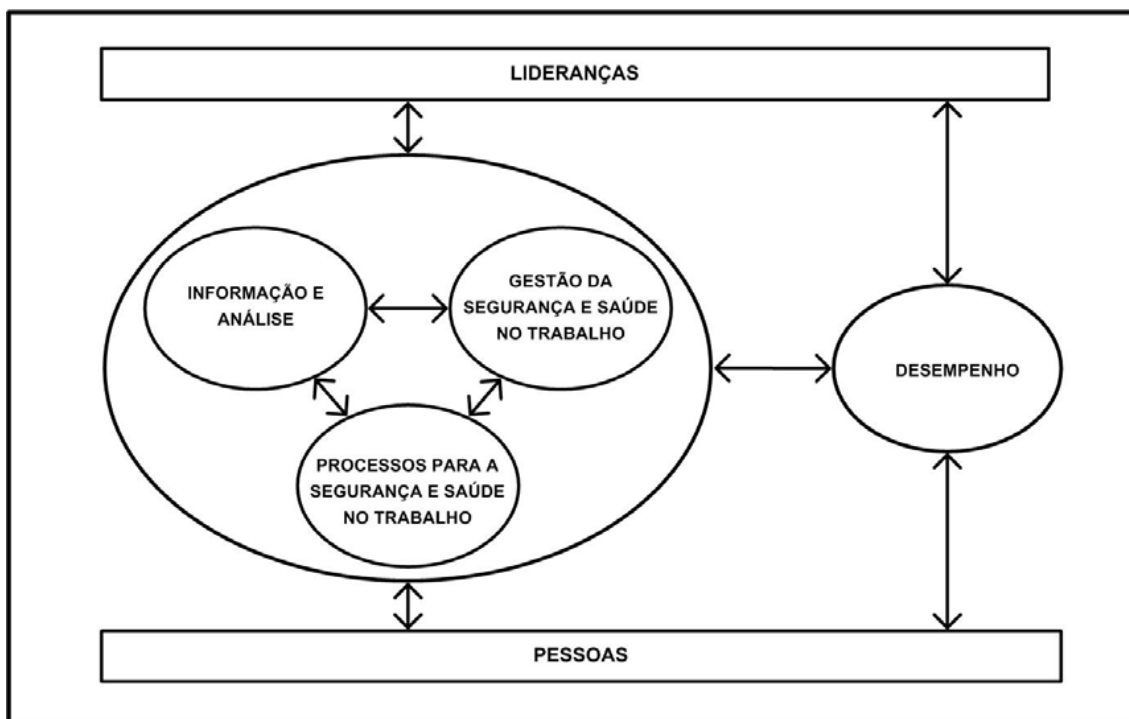 LIDERANÇAS
INFORMAÇÃO E
ANÁLISE
GESTÃO DA
SEGURANÇA E SAÚDE
NO TRABALHO
PROCESSOS PARA A
SEGURANÇA E SAÚDE
NO TRABALHO
DESEMPENHO
PESSOAS